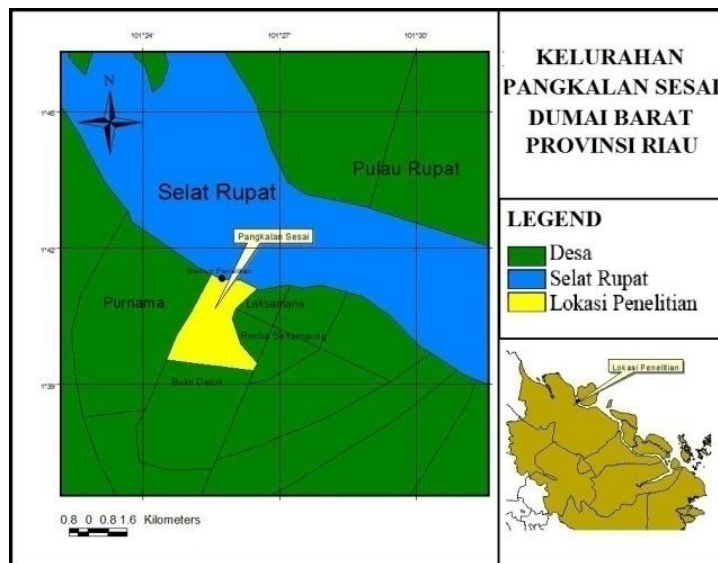 101°24'
101°27'
101°30'
N
1°45'
Pulau Rupat
Selat Rupat
1°42'
Pangkalan Sesai
Stasiun Penelitian
Purnama
Laksamana
Rimba Sekampung
Bukit Datuk
1°39'
0.8 0 0.8 1.6 Kilometers
KELURAHAN
PANGKALAN SESAI
DUMAI BARAT
PROVINSI RIAU
LEGEND
Desa
Selat Rupat
Lokasi Penelitian
Lokasi Penelitian